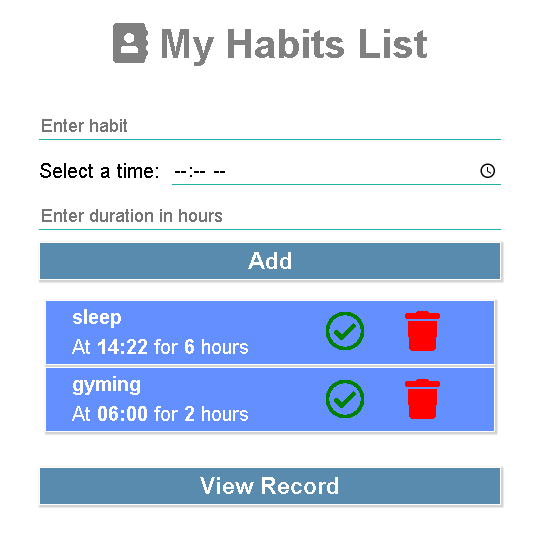 My Habits List
Enter habit
Select a time: --:-- --
Enter duration in hours
Add
sleep
At 14:22 for 6 hours
gyming
At 06:00 for 2 hours
View Record